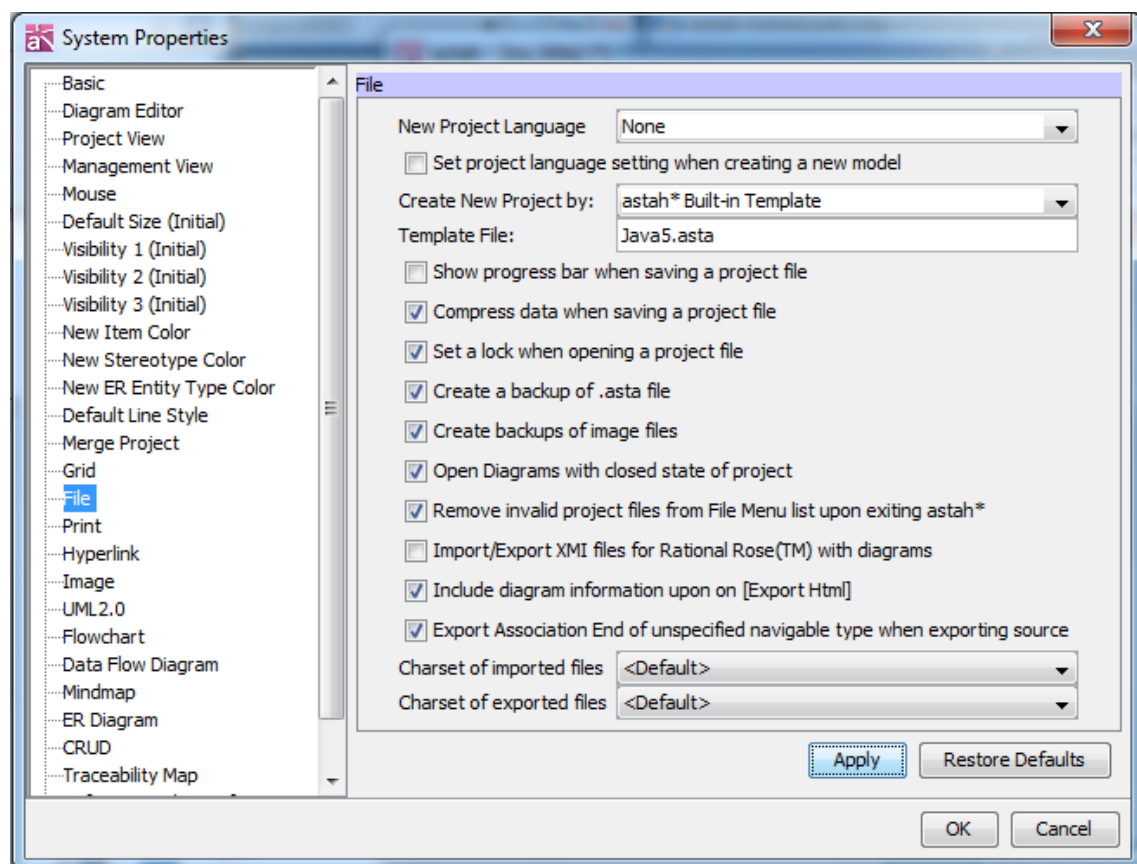 System Properties
Basic
Diagram Editor
Project View
Management View
Mouse
Default Size (Initial)
Visibility 1 (Initial)
Visibility 2 (Initial)
Visibility 3 (Initial)
New Item Color
New Stereotype Color
New ER Entity Type Color
Default Line Style
Merge Project
Grid
File
Print
Hyperlink
Image
UML2.0
Flowchart
Data Flow Diagram
Mindmap
ER Diagram
CRUD
Traceability Map
File
New Project Language None
Set project language setting when creating a new model
Create New Project by: astah* Built-in Template
Template File: Java5.asta
Show progress bar when saving a project file
Compress data when saving a project file
Set a lock when opening a project file
Create a backup of .asta file
Create backups of image files
Open Diagrams with closed state of project
Remove invalid project files from File Menu list upon exiting astah*
Import/Export XMI files for Rational Rose(TM) with diagrams
Include diagram information upon on [Export Html]
Export Association End of unspecified navigable type when exporting source
Charset of imported files <Default>
Charset of exported files <Default>
Apply Restore Defaults
OK Cancel